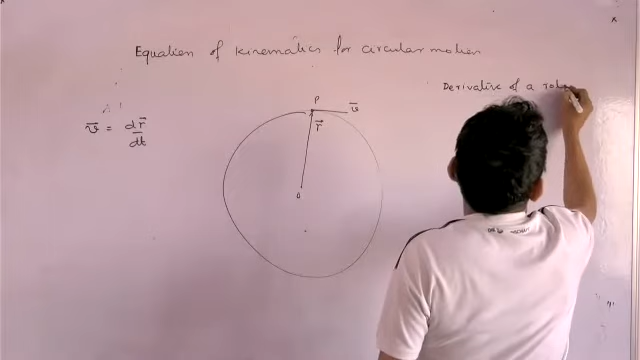 Equation of kinematics for circular motion
Derivative of a
P
v̄
r̄
v̄ = dr̄
dt